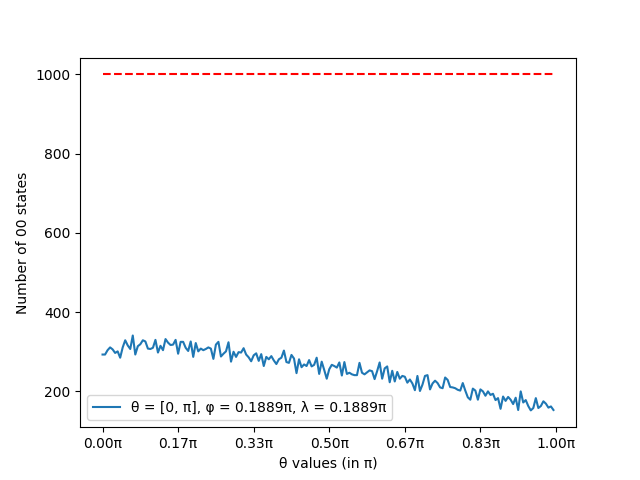 1000
800
600
400
200
Number of 00 states
θ = [0, π], φ = 0.1889π, λ = 0.1889π
0.00π 0.17π 0.33π 0.50π 0.67π 0.83π 1.00π
θ values (in π)